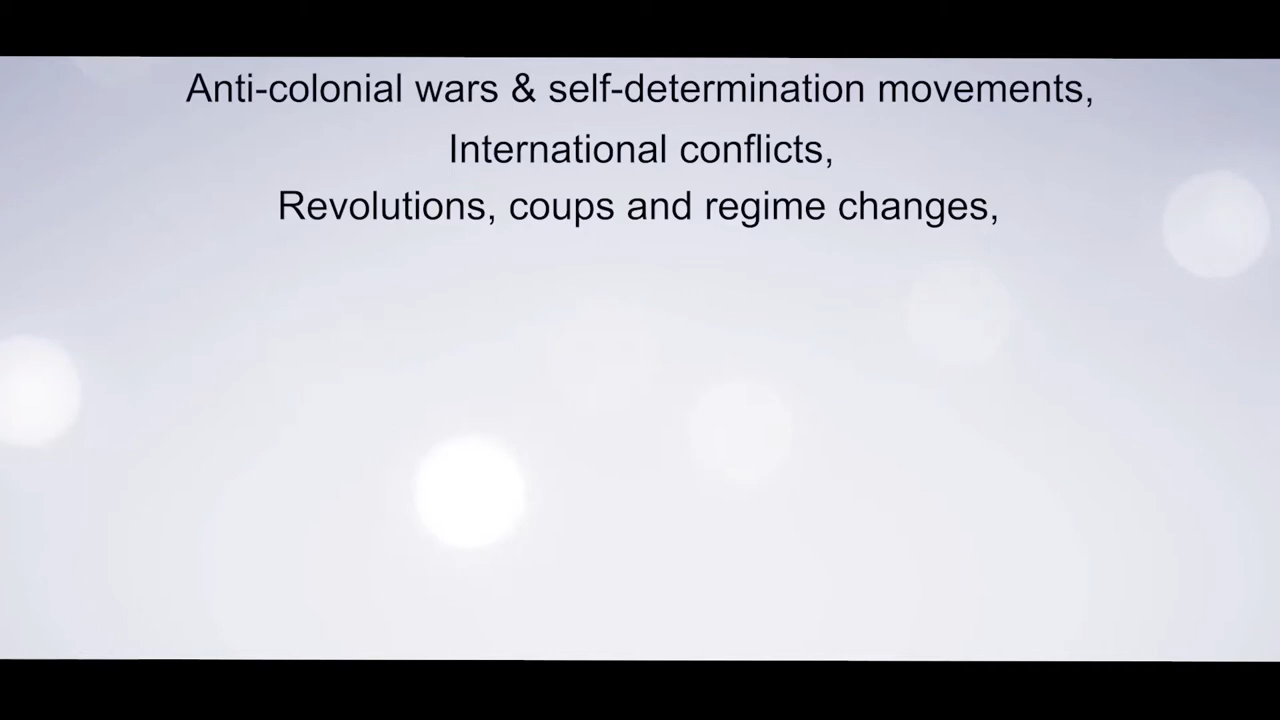 Anti-colonial wars & self-determination movements,
International conflicts,
Revolutions, coups and regime changes,